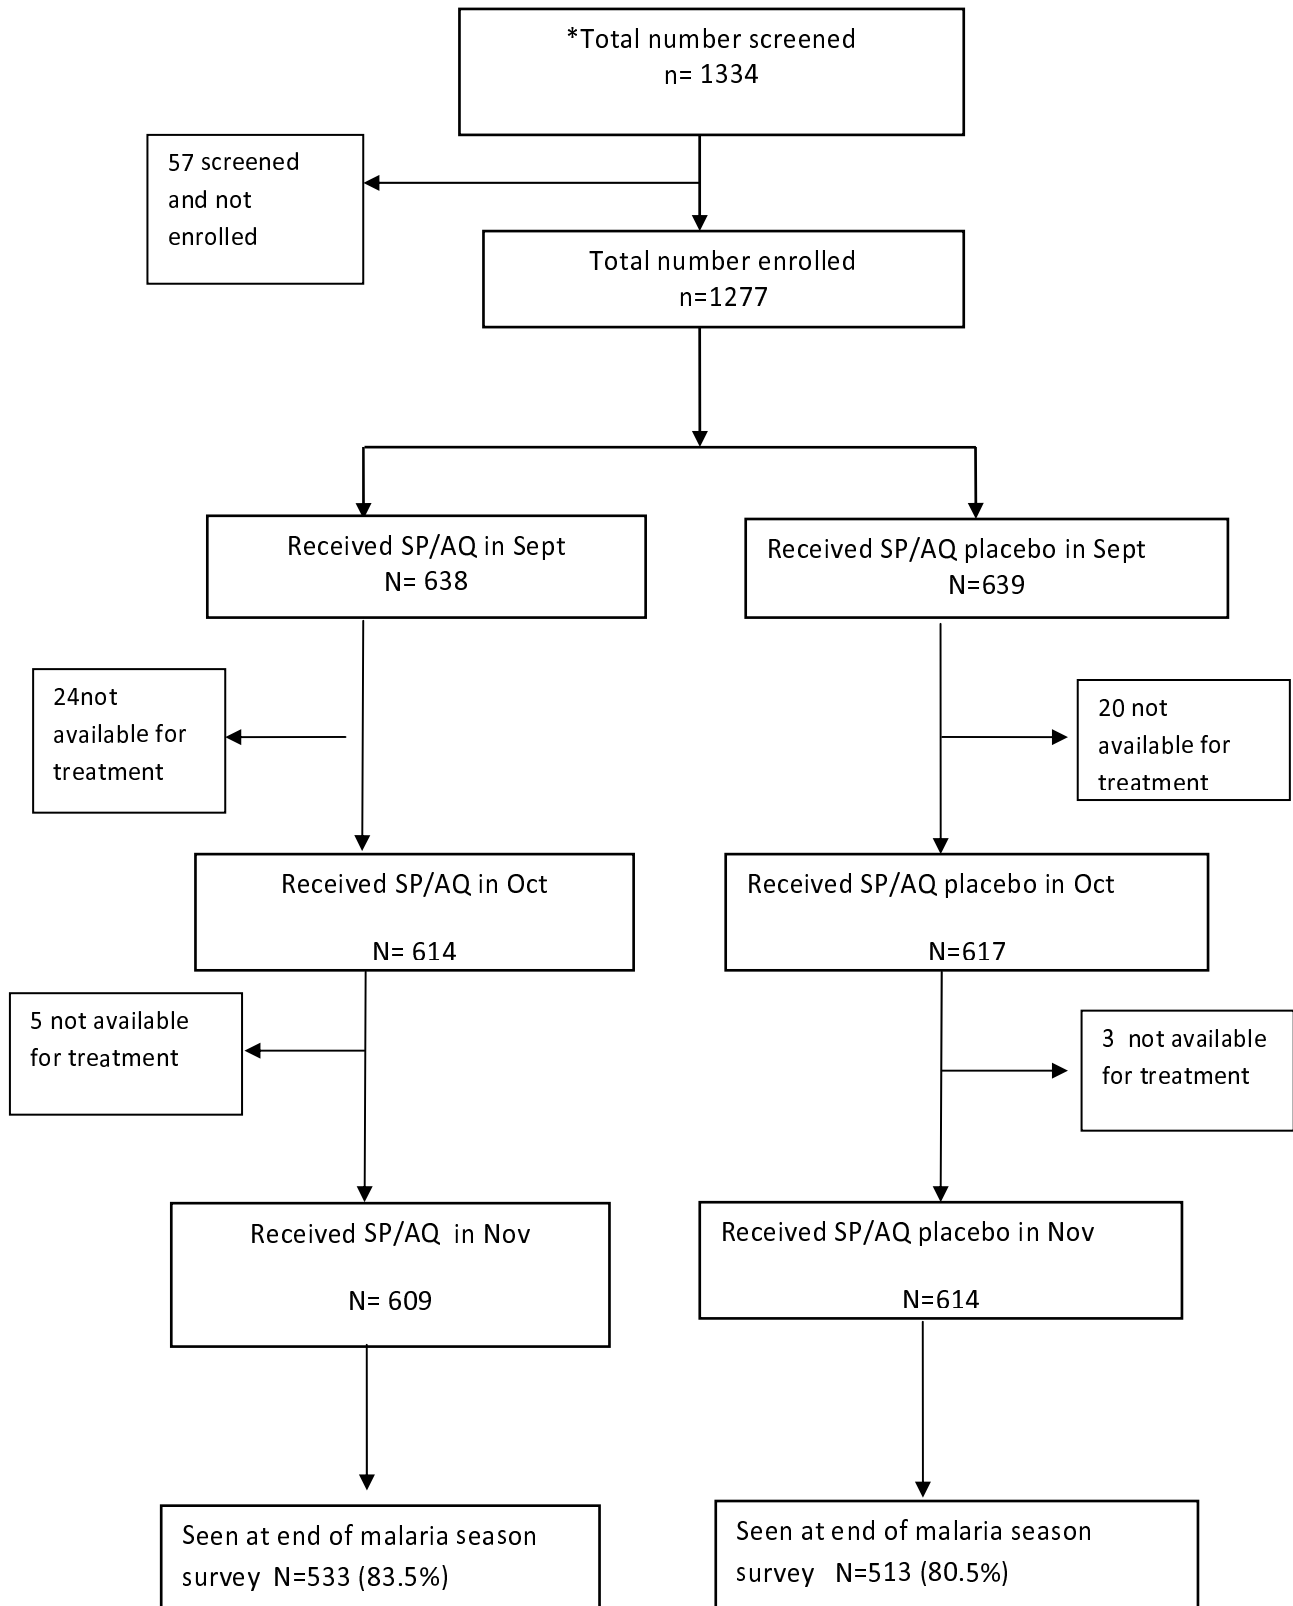 *Total number screened
n= 1334
57 screened
and not
enrolled
Total number enrolled
n=1277
Received SP/AQ in Sept
N= 638
Received SP/AQ placebo in Sept
N=639
24not
available for
treatment
20 not
available for
treatment
Received SP/AQ in Oct
N= 614
Received SP/AQ placebo in Oct
N=617
5 not available
for treatment
3  not available
for treatment
Received SP/AQ  in Nov
N= 609
Received SP/AQ placebo in Nov
N=614
Seen at end of malaria season
survey  N=533 (83.5%)
Seen at end of malaria season
survey   N=513 (80.5%)